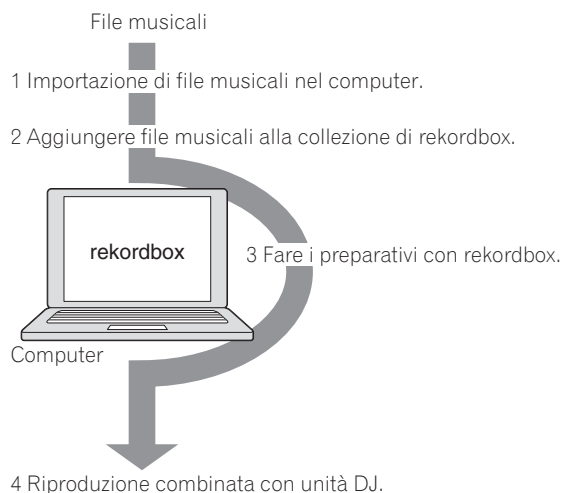 File musicali
1 Importazione di file musicali nel computer.
2 Aggiungere file musicali alla collezione di rekordbox.
rekordbox
3 Fare i preparativi con rekordbox.
Computer
4 Riproduzione combinata con unità DJ.